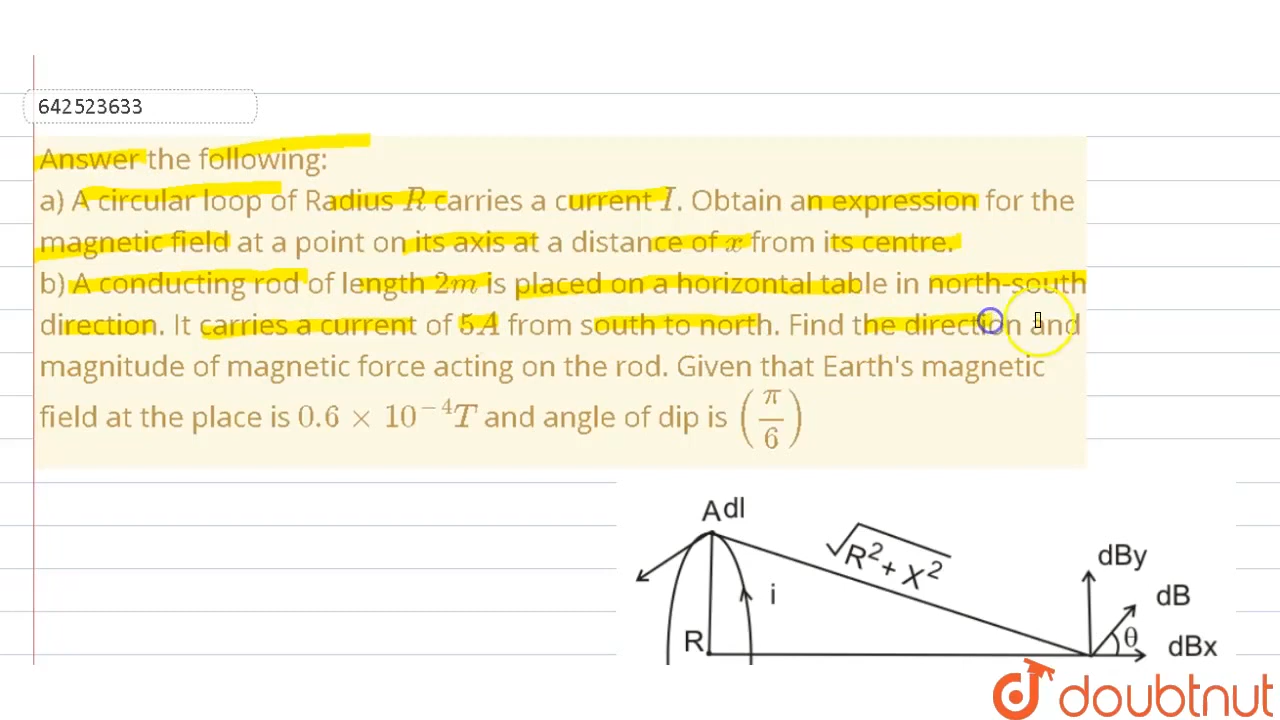 642523633
Answer the following:
a) A circular loop of Radius R carries a current I. Obtain an expression for the
magnetic field at a point on its axis at a distance of x from its centre.
b) A conducting rod of length 2m is placed on a horizontal table in north-south
direction. It carries a current of 5A from south to north. Find the direction and
magnitude of magnetic force acting on the rod. Given that Earth's magnetic
field at the place is 0.6 × 10⁻⁴T and angle of dip is (π/6)
A dl
√R²+ X²
dBy
i
dB
R
θ
dBx
doubtnut